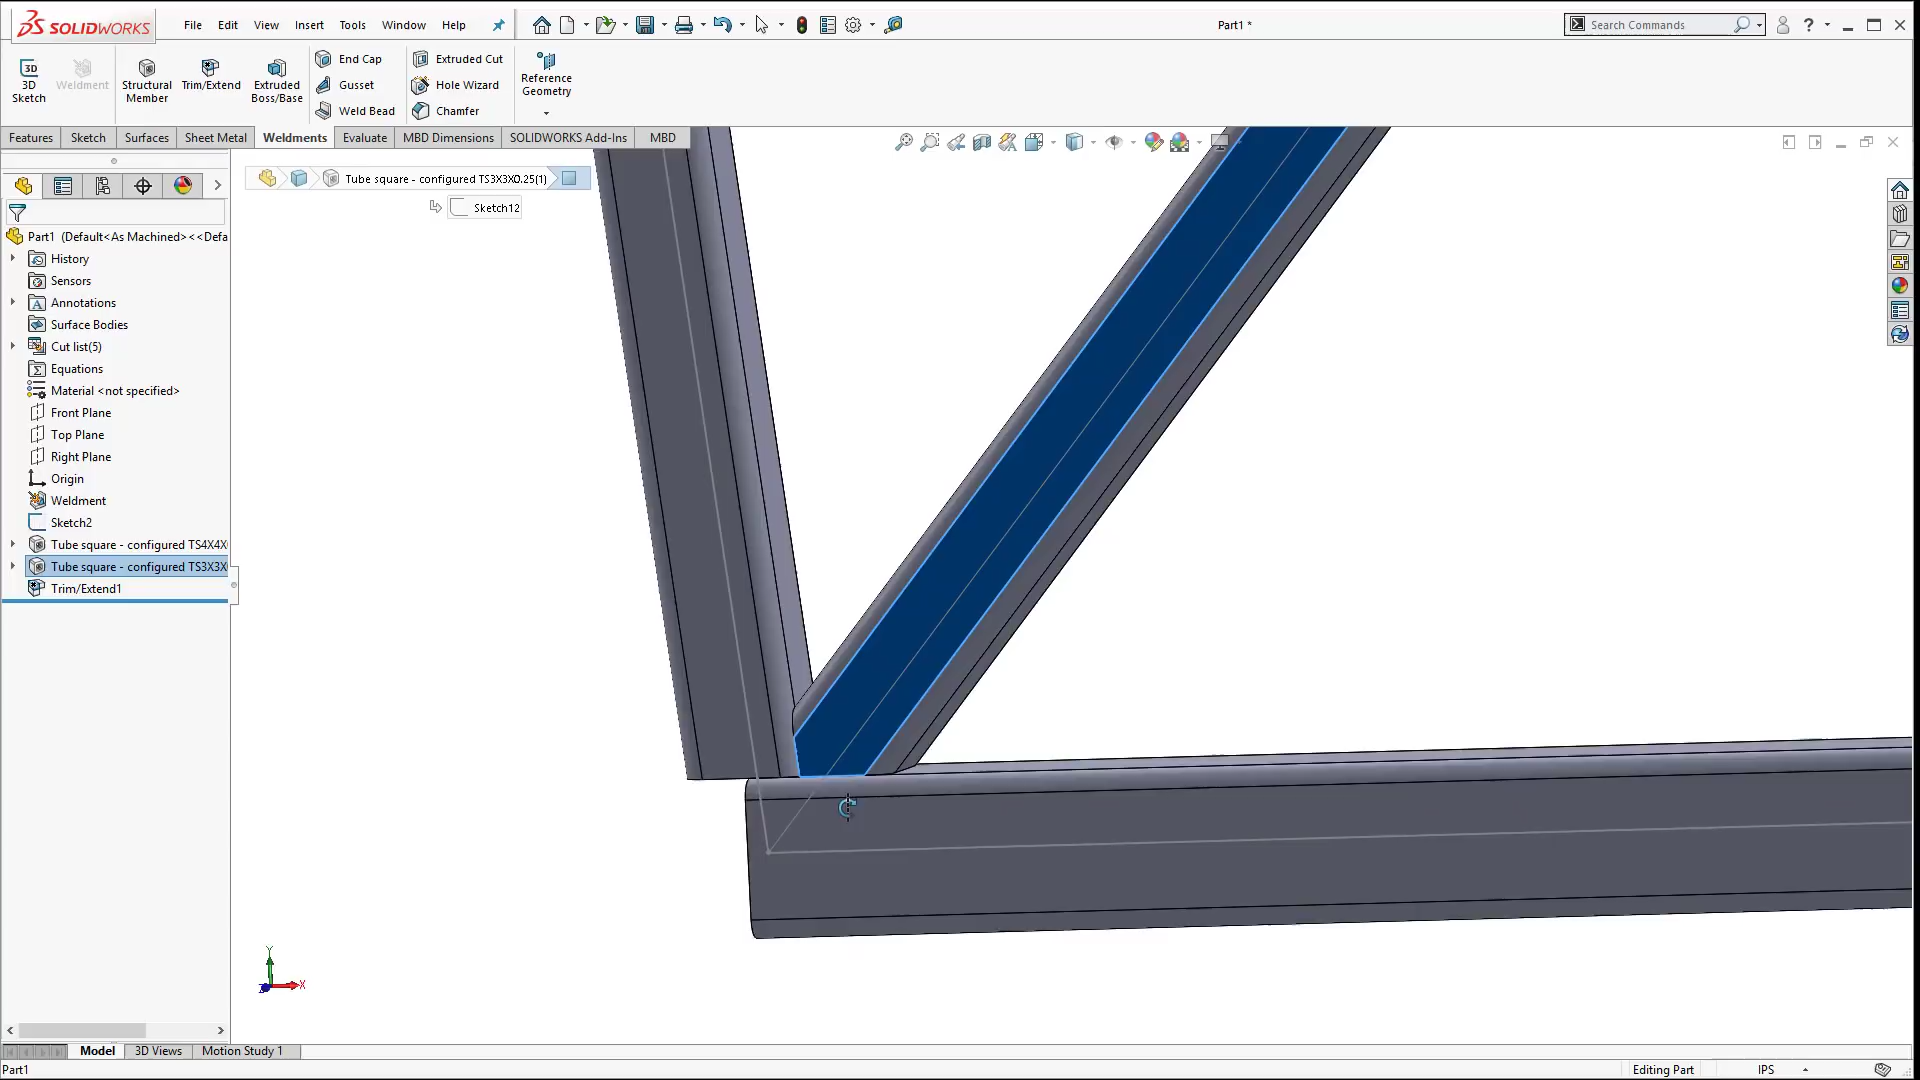 SOLIDWORKS
File Edit View Insert Tools Window Help
Part1 *
Search Commands
3D
3D Sketch
Weldment
Structural Member
Trim/Extend
Extruded Boss/Base
End Cap
Gusset
Weld Bead
Extruded Cut
Hole Wizard
Chamfer
Reference Geometry
Features Sketch Surfaces Sheet Metal Weldments Evaluate MBD Dimensions SOLIDWORKS Add-Ins MBD
Tube square - configured TS3X3X0.25(1)
Sketch12
Part1 (Default<As Machined><<Defa
History
Sensors
Annotations
Surface Bodies
Cut list(5)
Equations
Material <not specified>
Front Plane
Top Plane
Right Plane
Origin
Weldment
Sketch2
Tube square - configured TS4X4X
Tube square - configured TS3X3X
Trim/Extend1
Y
X
Z
Model 3D Views Motion Study 1
Part1
Editing Part
IPS